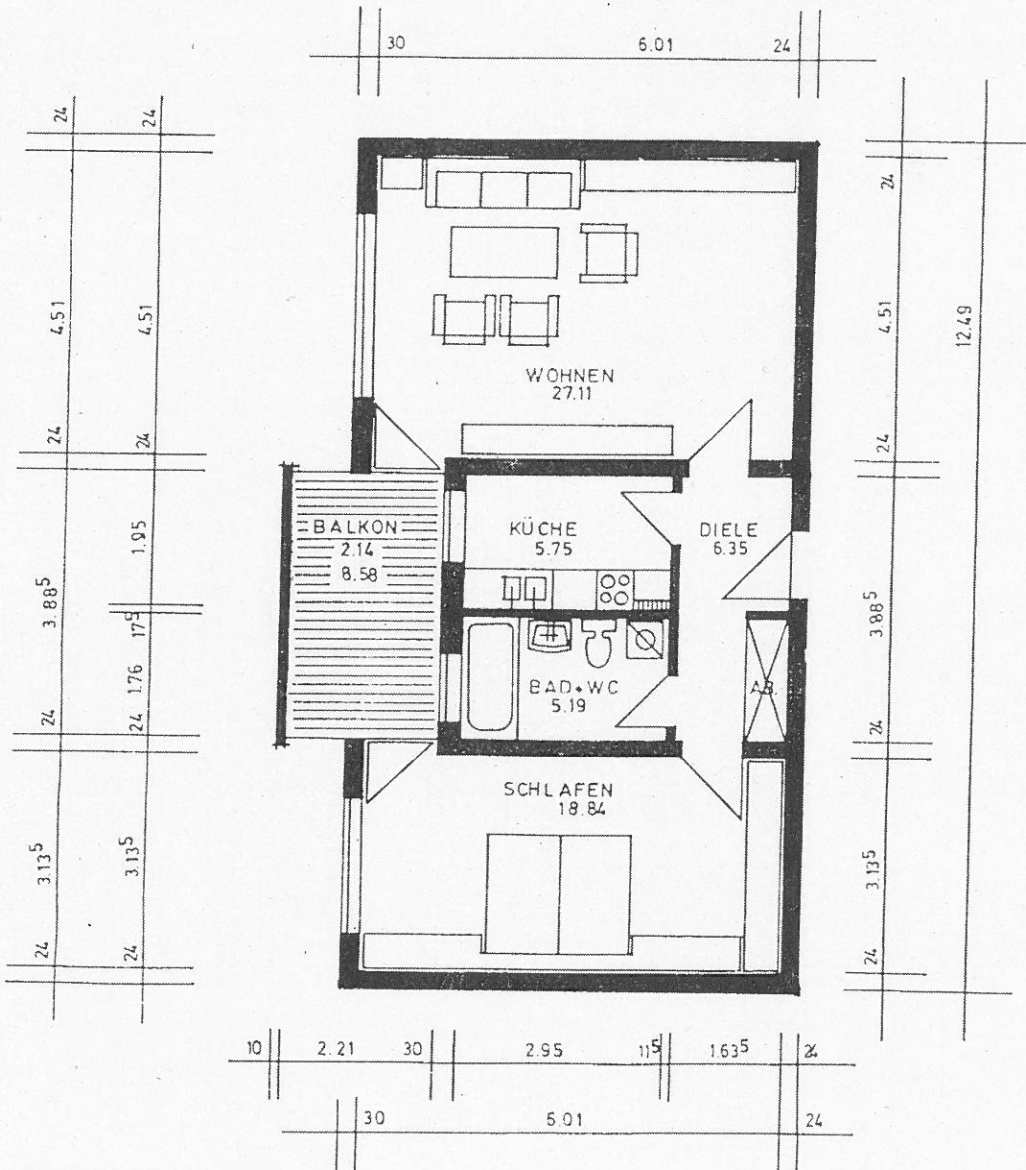 30 6.01 24
24 24
24
4.51 4.51 4.51 12.49
WOHNEN
27.11
24 24 24
BALKON
2.14
8.58
KÜCHE
5.75
DIELE
6.35
1.95
3.88⁵ 17⁵ 3.88⁵
1.76
24 24 24
BAD+WC
5.19
AB.
SCHLAFEN
18.84
3.13⁵ 3.13⁵ 3.13⁵
24 24 24
10 2.21 30 2.95 11⁵ 1.63⁵ 24
30 6.01 24